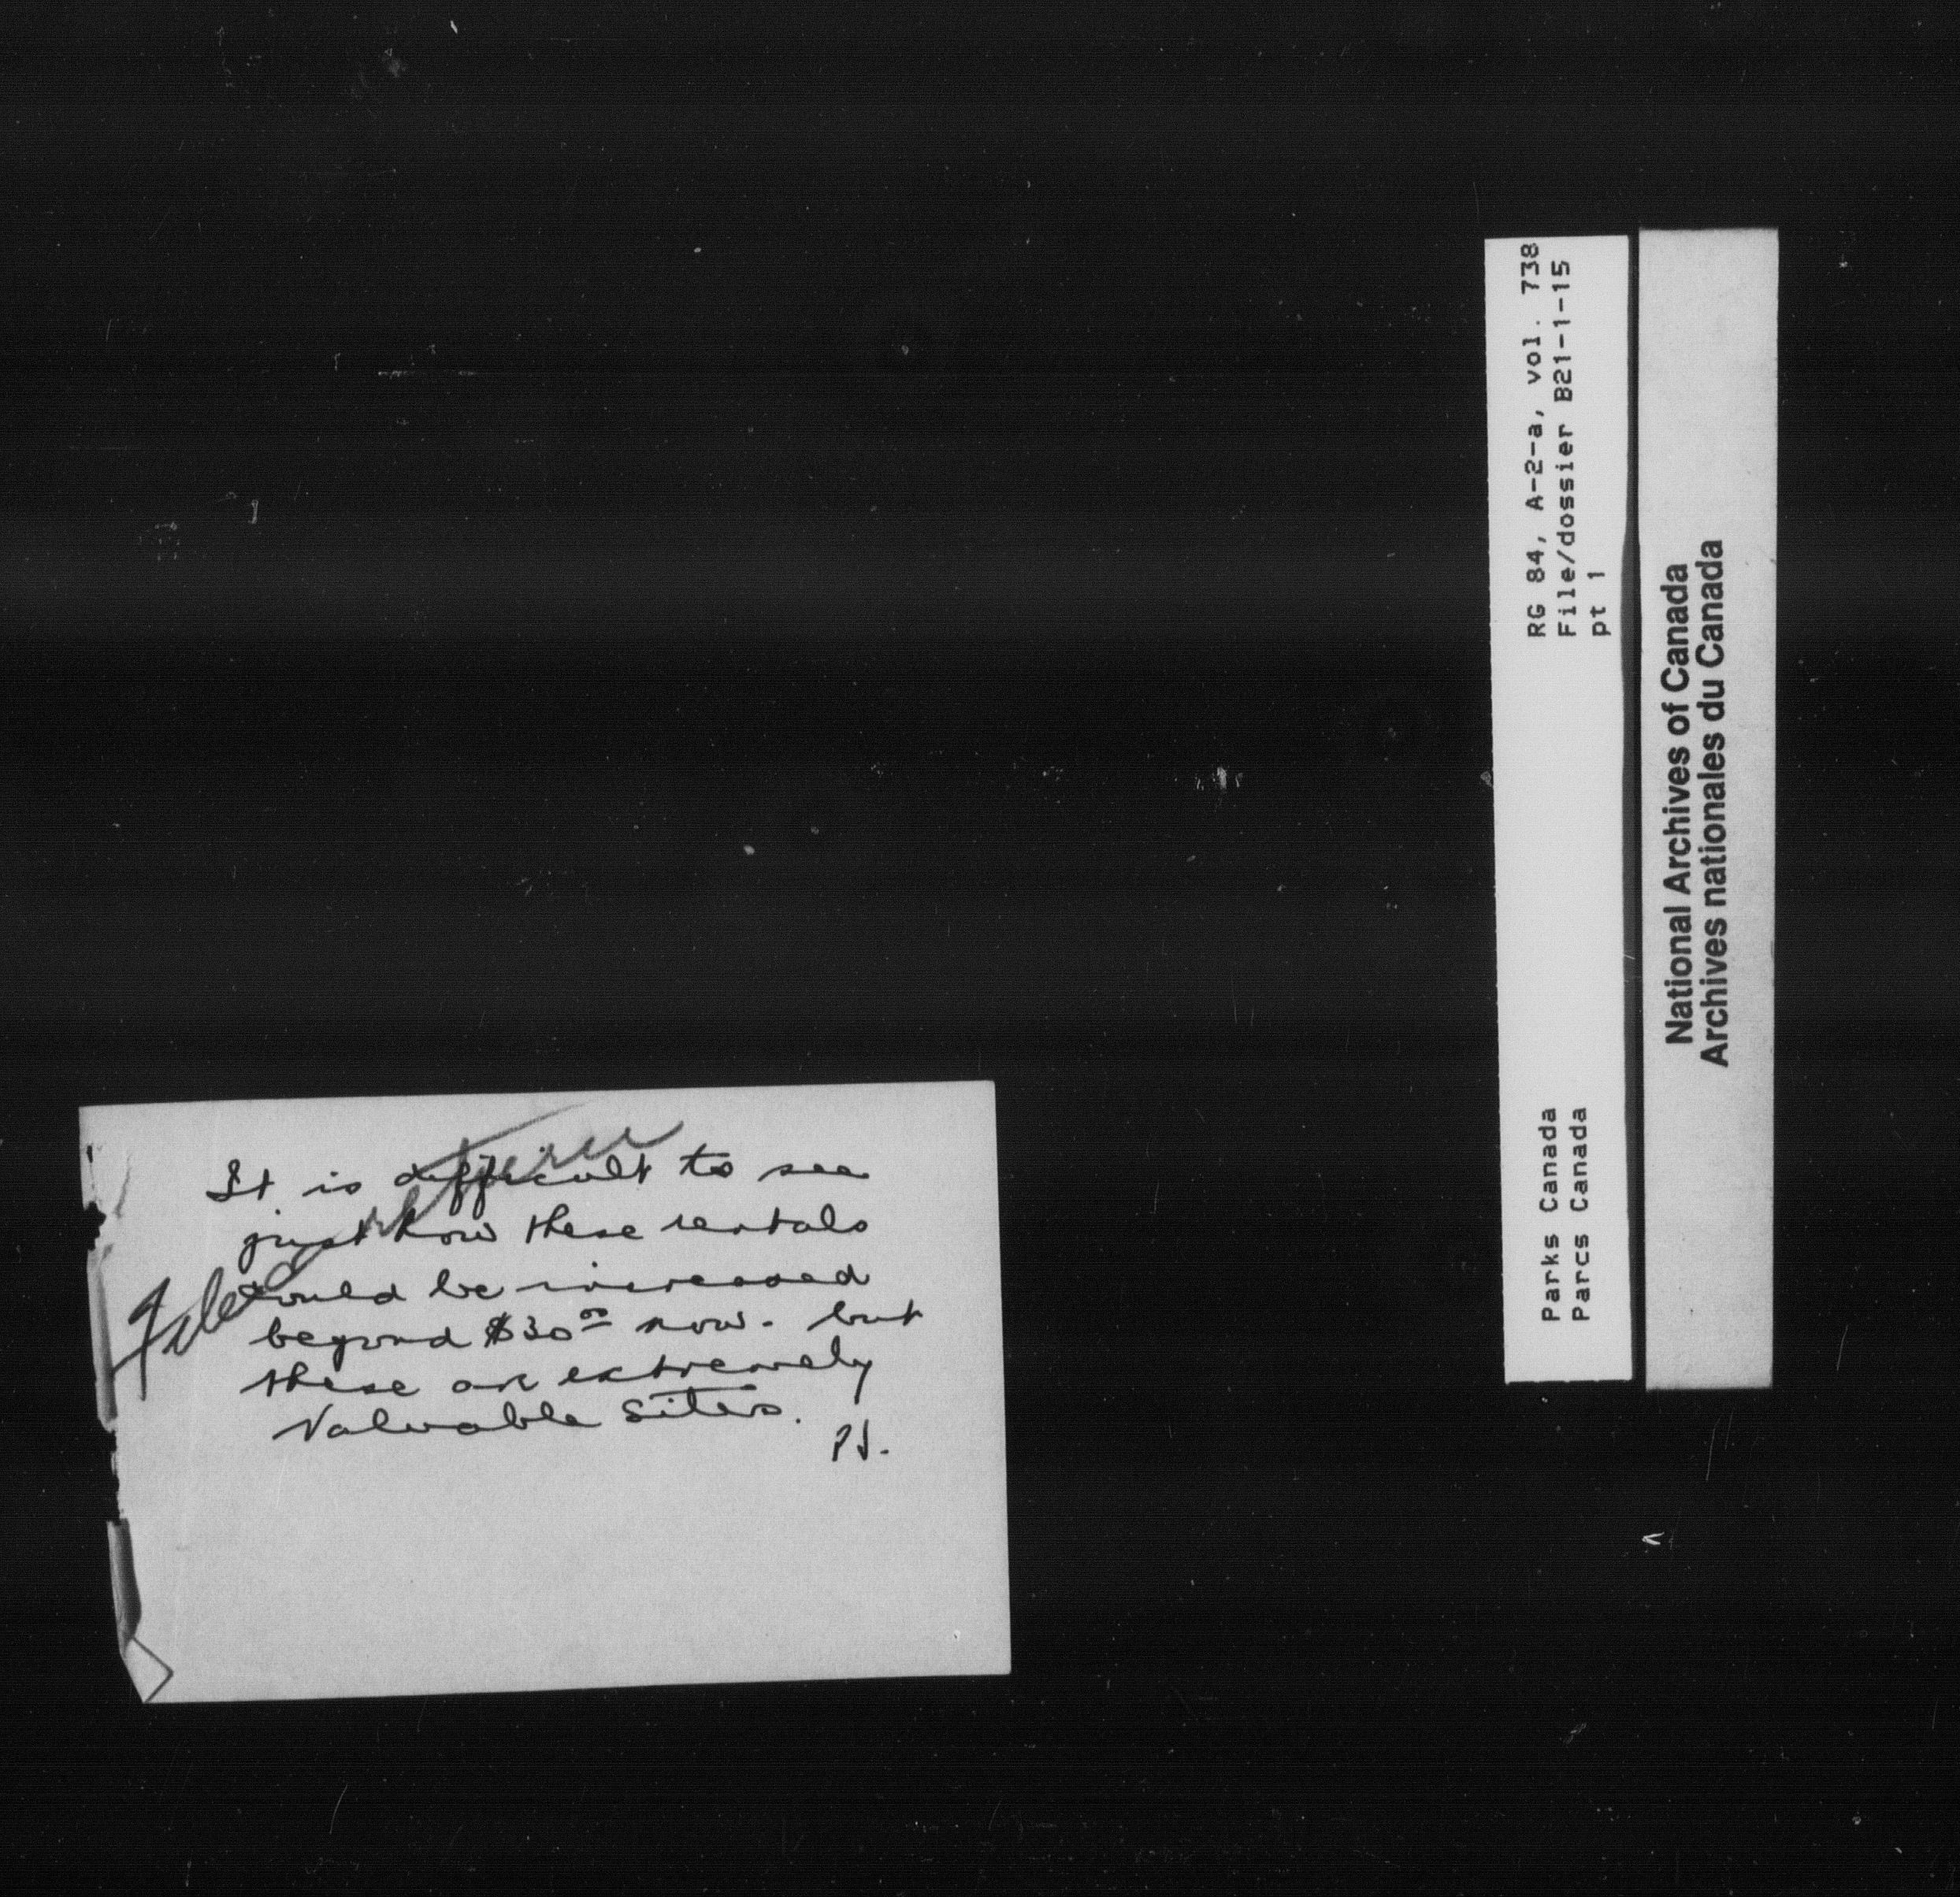 It is difficult to see
just how these rentals
could be increased
beyond $30.00 now. but
these are extremely
Valuable Sites.
PJ.
File
RG 84, A-2-a, vol. 738
File/dossier B21-1-15
pt 1
Parks Canada
Parcs Canada
National Archives of Canada
Archives nationales du Canada